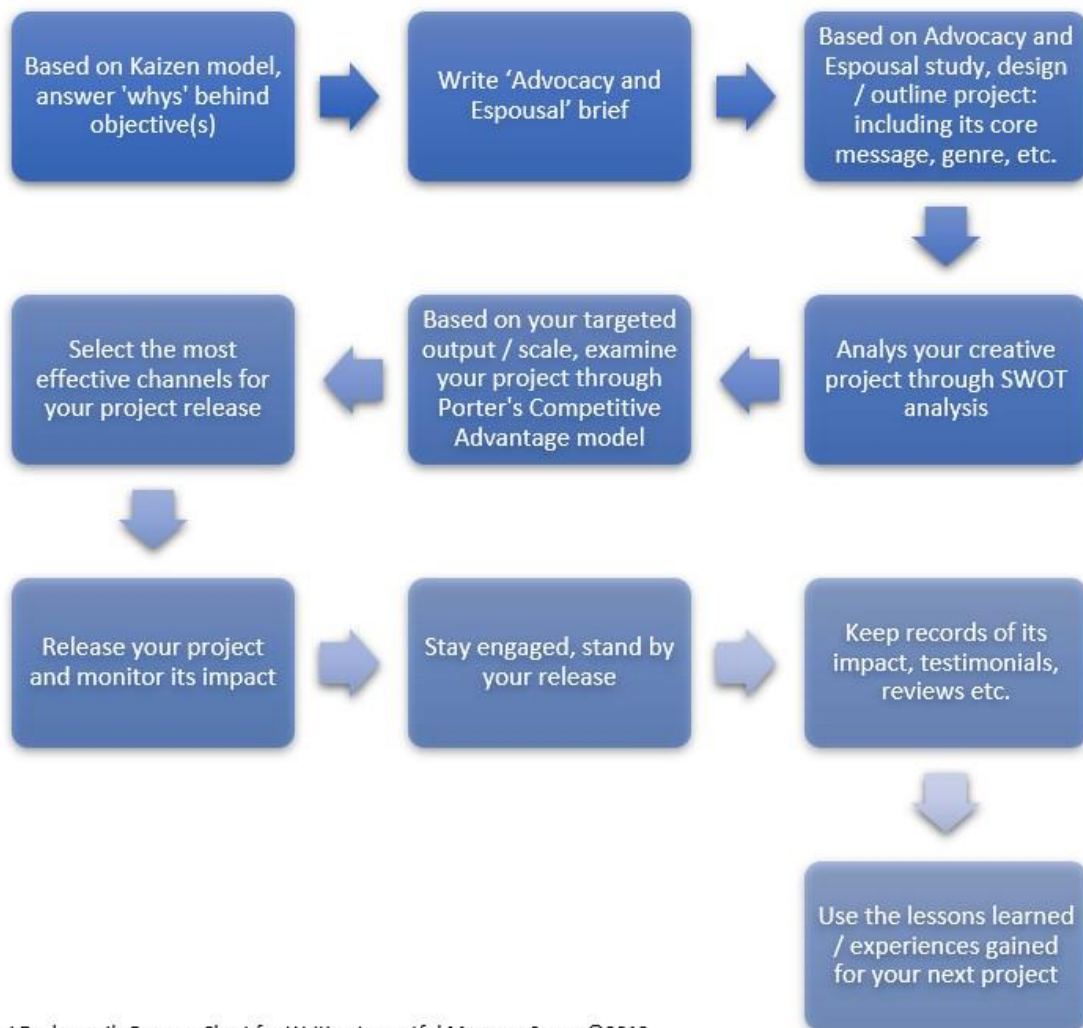 Based on Kaizen model,
answer 'whys' behind
objective(s)
Write ‘Advocacy and
Espousal’ brief
Based on Advocacy and
Espousal study, design
/ outline project:
including its core
message, genre, etc.
Analys your creative
project through SWOT
analysis
Based on your targeted
output / scale, examine
your project through
Porter's Competitive
Advantage model
Select the most
effective channels for
your project release
Release your project
and monitor its impact
Stay engaged, stand by
your release
Keep records of its
impact, testimonials,
reviews etc.
Use the lessons learned
/ experiences gained
for your next project